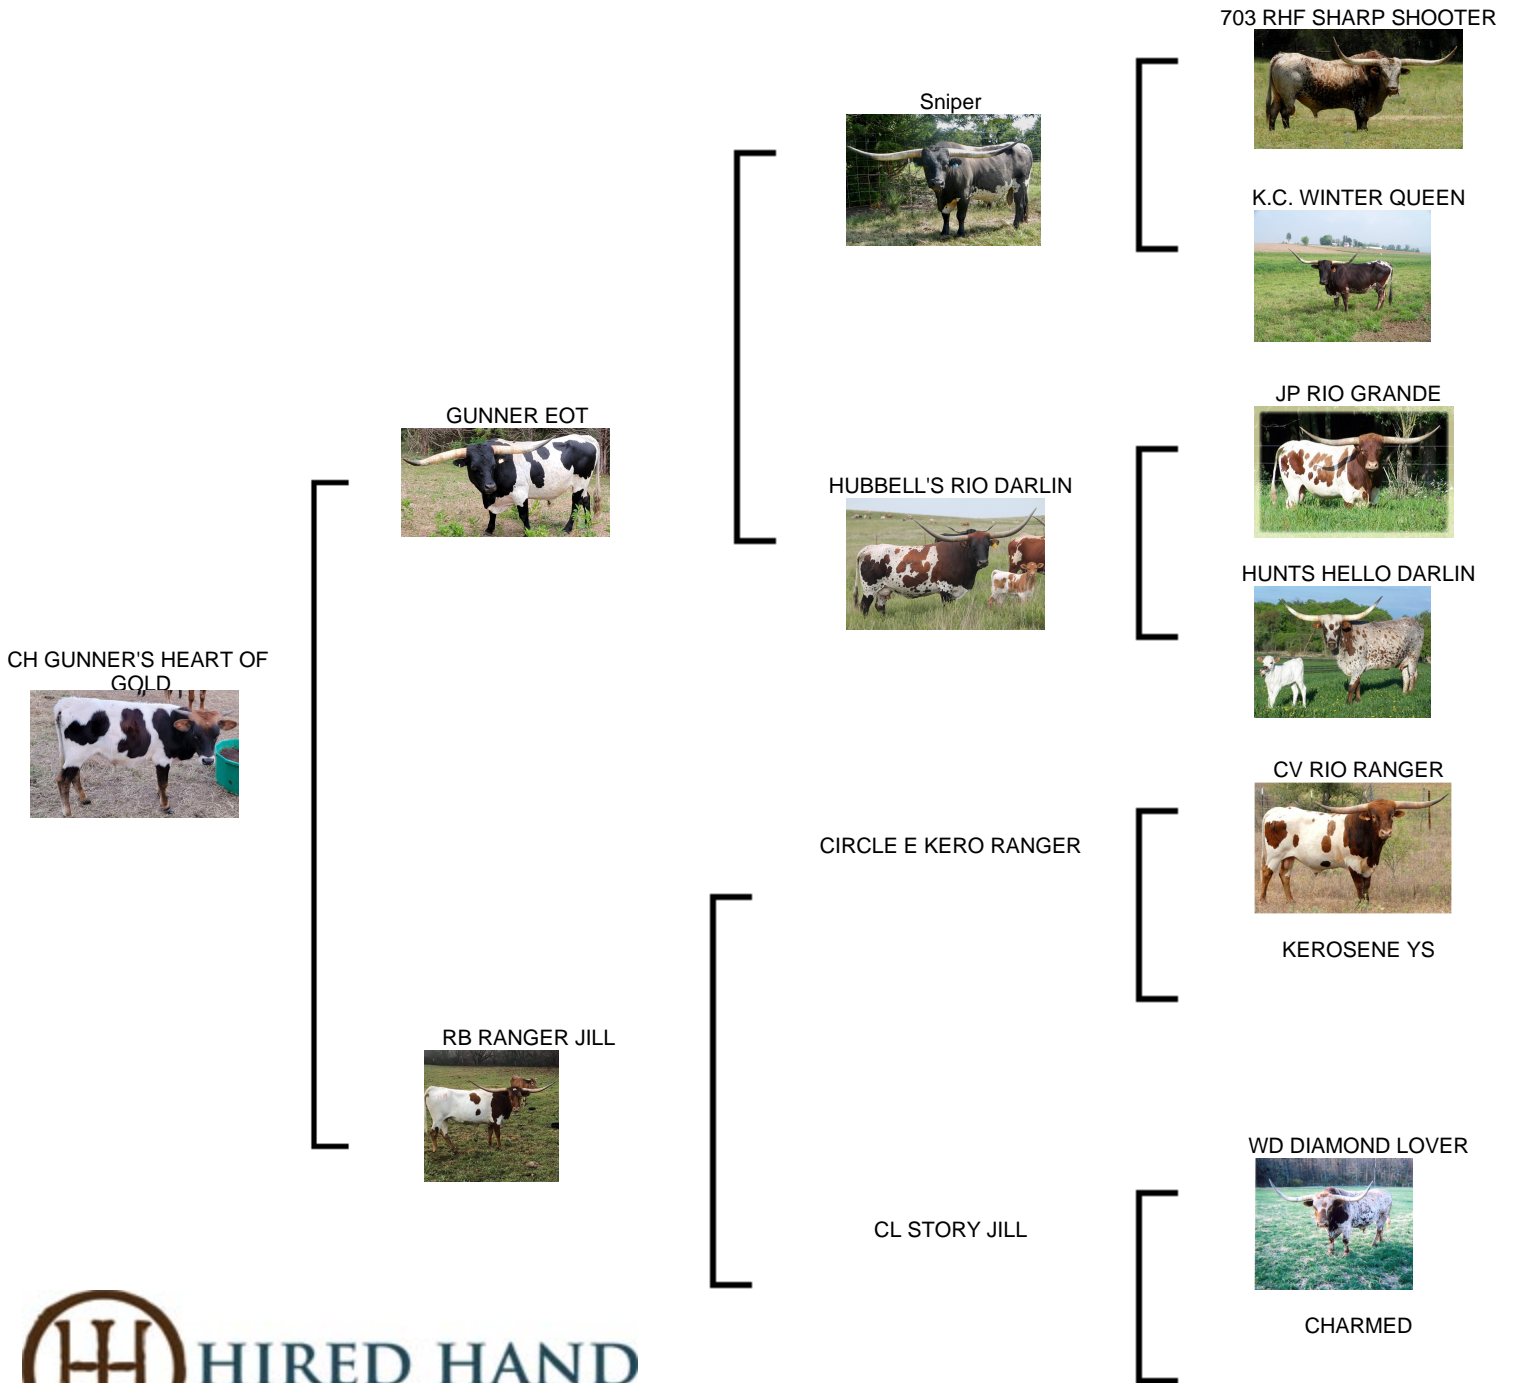 703 RHF SHARP SHOOTER
Sniper
K.C. WINTER QUEEN
JP RIO GRANDE
GUNNER EOT
HUBBELL'S RIO DARLIN
HUNTS HELLO DARLIN
CH GUNNER'S HEART OF
GOLD
CV RIO RANGER
CIRCLE E KERO RANGER
KEROSENE YS
RB RANGER JILL
WD DIAMOND LOVER
CL STORY JILL
CHARMED
HIRED HAND